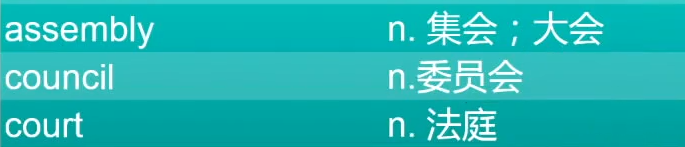 assembly n. 集会；大会
council n.委员会
court n. 法庭